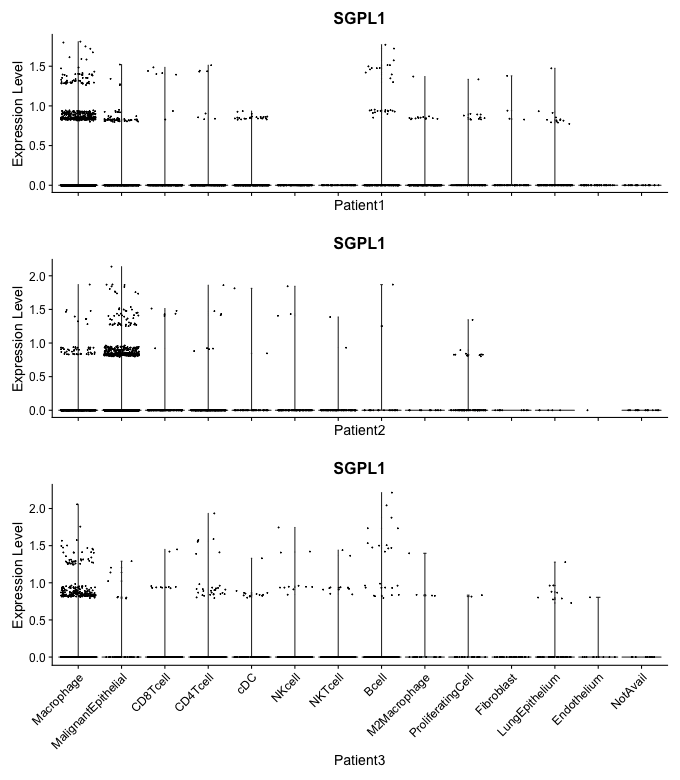 SGPL1
Expression Level
1.5
1.0
0.5
0.0
Patient1
SGPL1
Expression Level
2.0
1.5
1.0
0.5
0.0
Patient2
SGPL1
Expression Level
2.0
1.5
1.0
0.5
0.0
Macrophage
MalignantEpithelial
CD8Tcell
CD4Tcell
cDC
NKcell
NKTcell
Bcell
M2Macrophage
ProliferatingCell
Fibroblast
LungEpithelium
Endothelium
NotAvail
Patient3